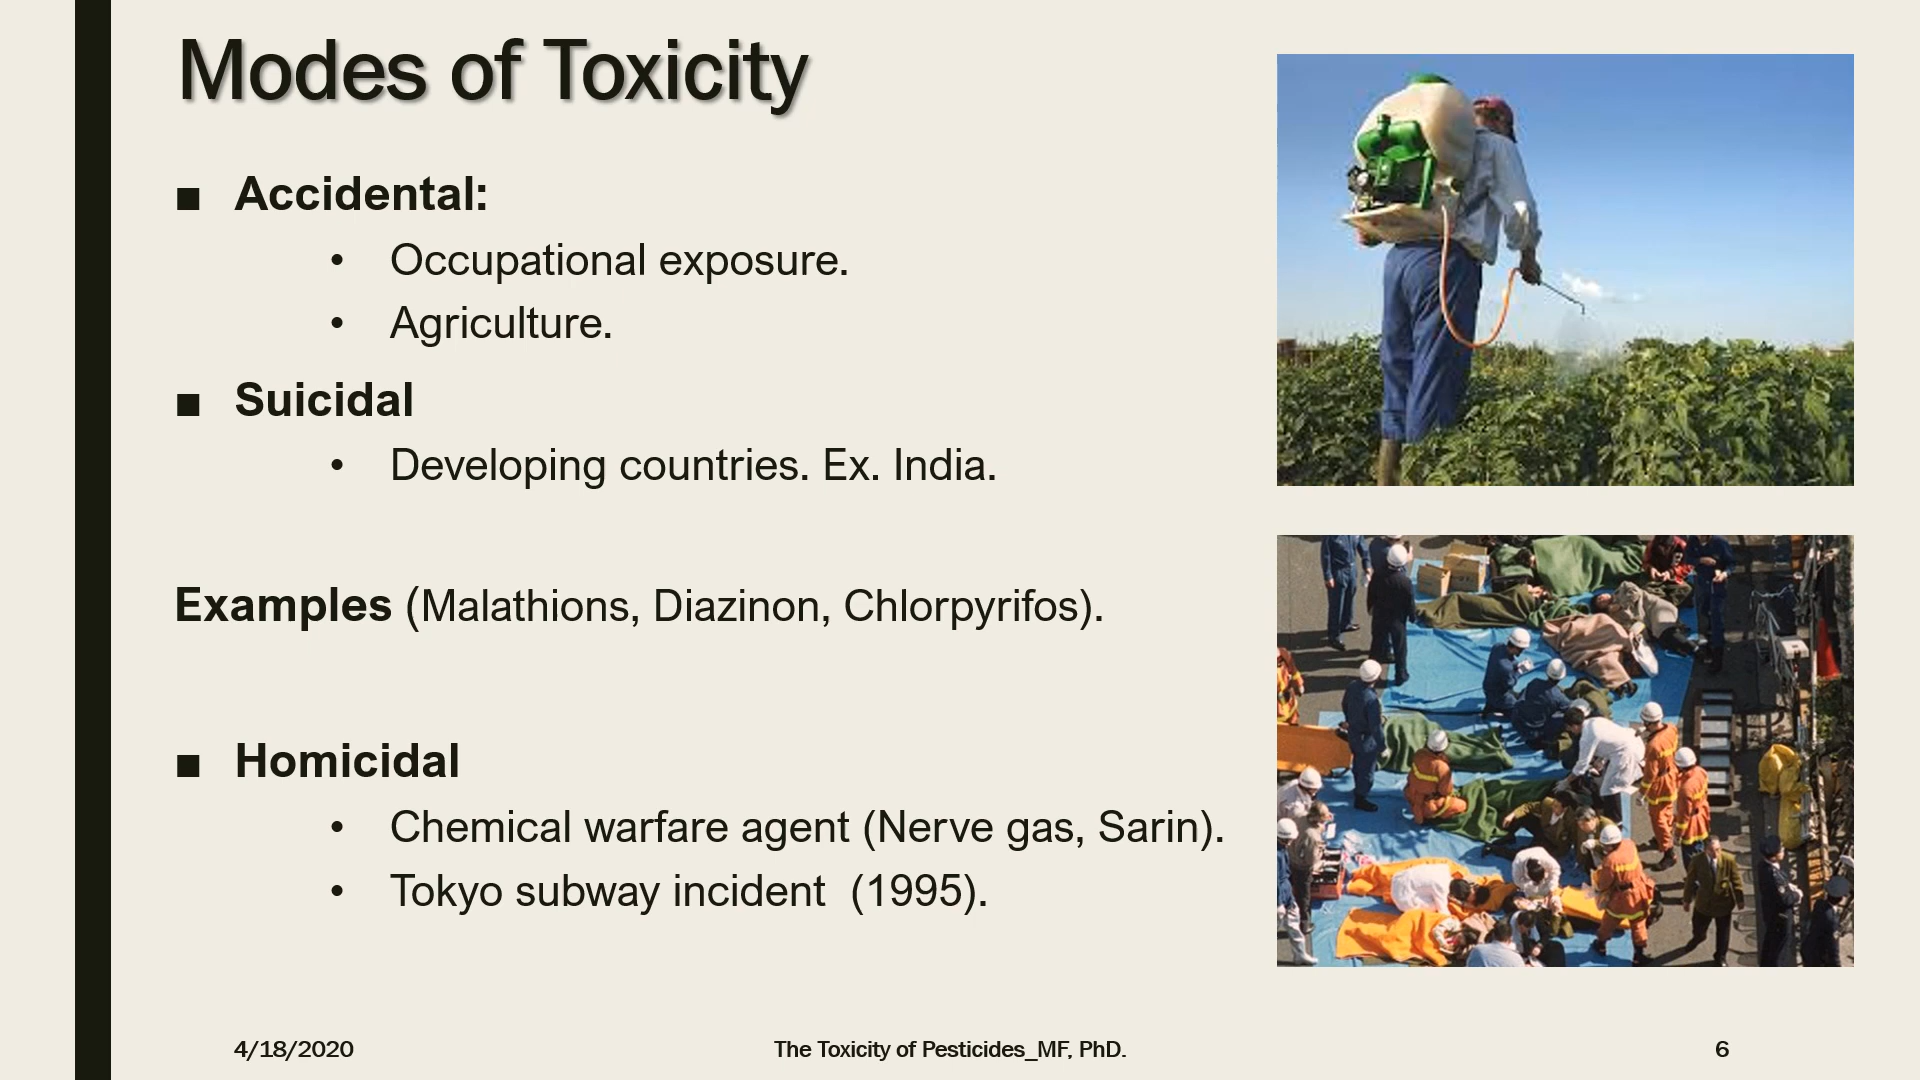 Modes of Toxicity
■ Accidental:
• Occupational exposure.
• Agriculture.
■ Suicidal
• Developing countries. Ex. India.
Examples (Malathions, Diazinon, Chlorpyrifos).
■ Homicidal
• Chemical warfare agent (Nerve gas, Sarin).
• Tokyo subway incident  (1995).
4/18/2020 The Toxicity of Pesticides_MF, PhD. 6